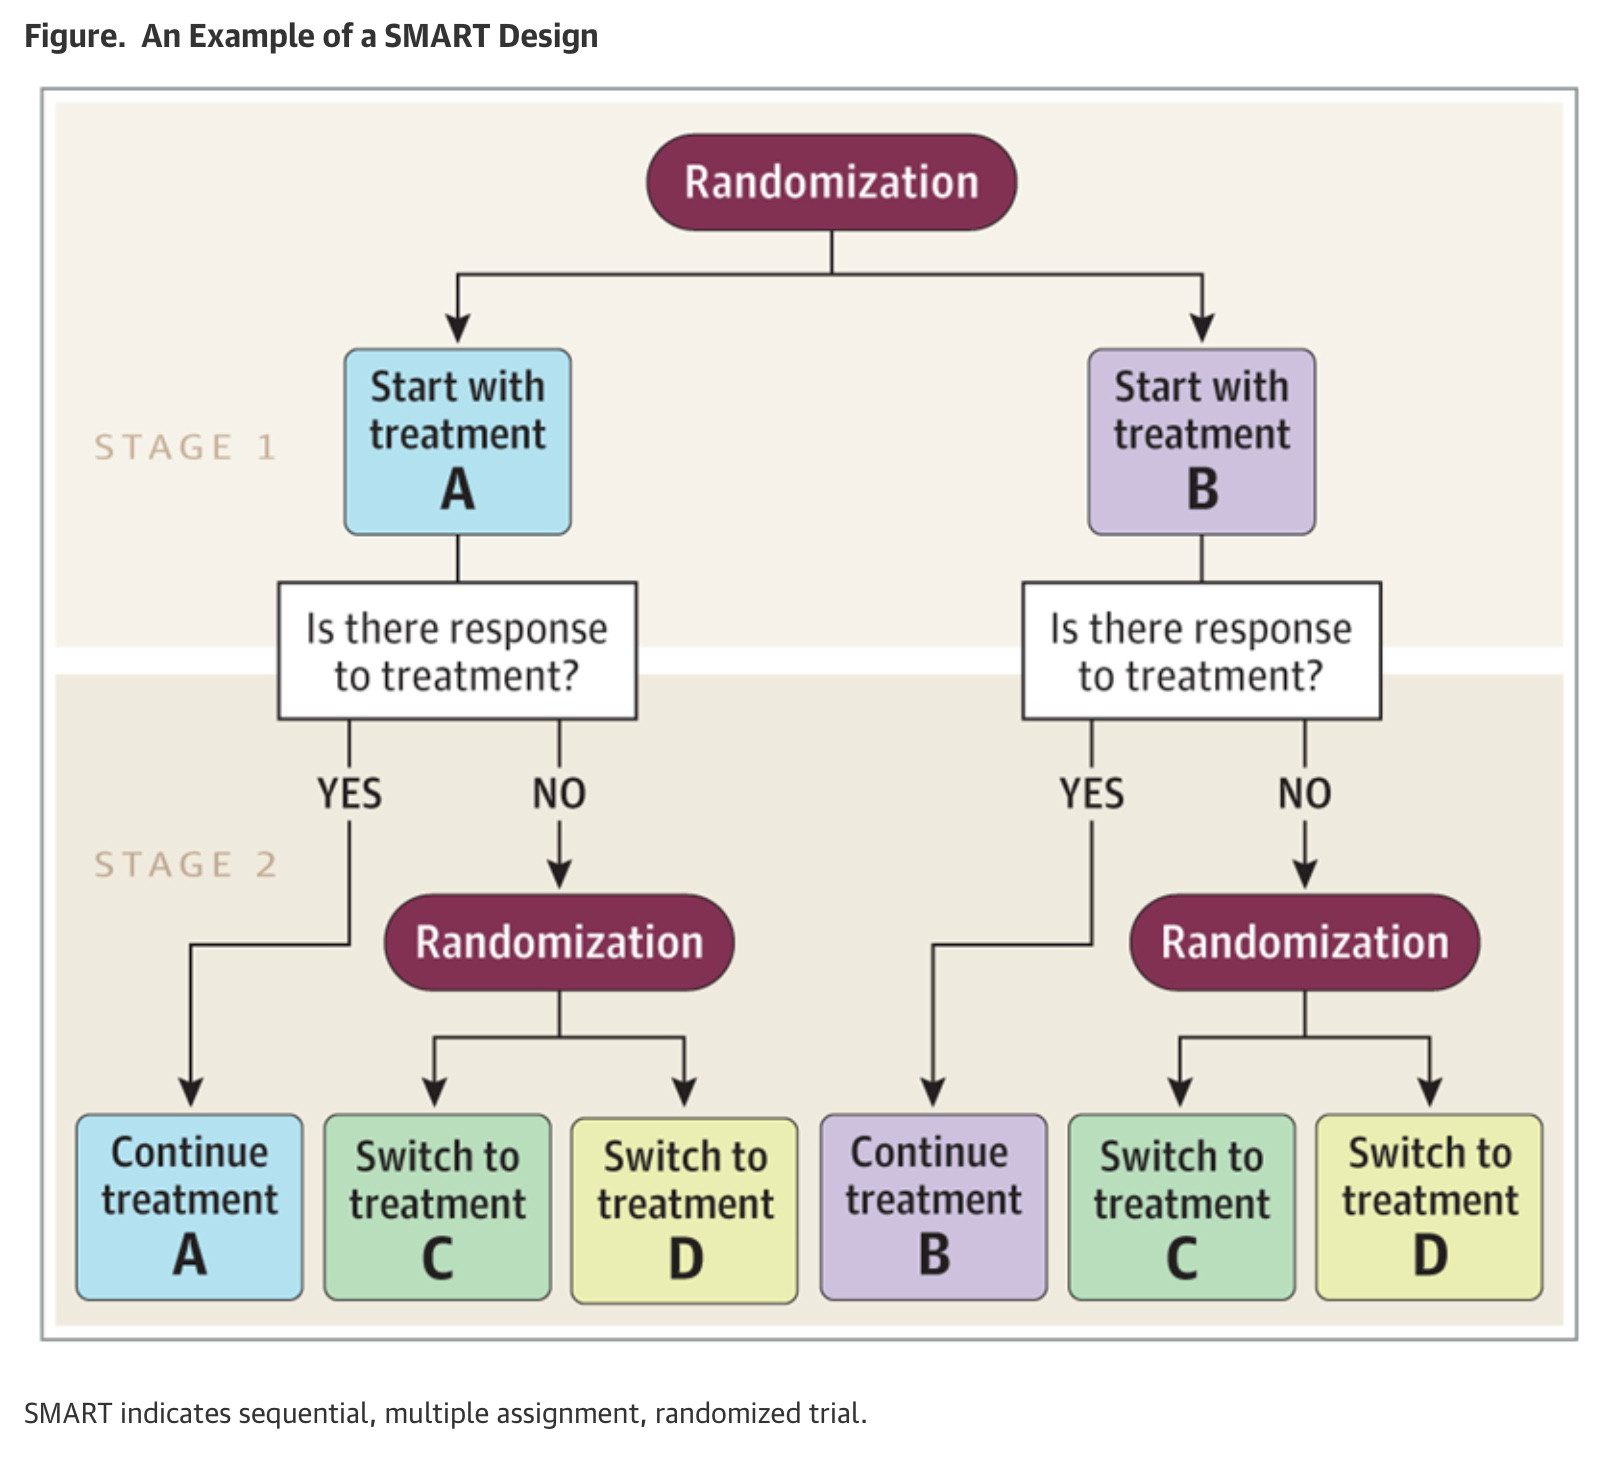 Figure. An Example of a SMART Design
Randomization
Start with
treatment
A
Start with
treatment
B
STAGE 1
Is there response
to treatment?
Is there response
to treatment?
YES
NO
YES
NO
STAGE 2
Randomization
Randomization
Continue
treatment
A
Switch to
treatment
C
Switch to
treatment
D
Continue
treatment
B
Switch to
treatment
C
Switch to
treatment
D
SMART indicates sequential, multiple assignment, randomized trial.